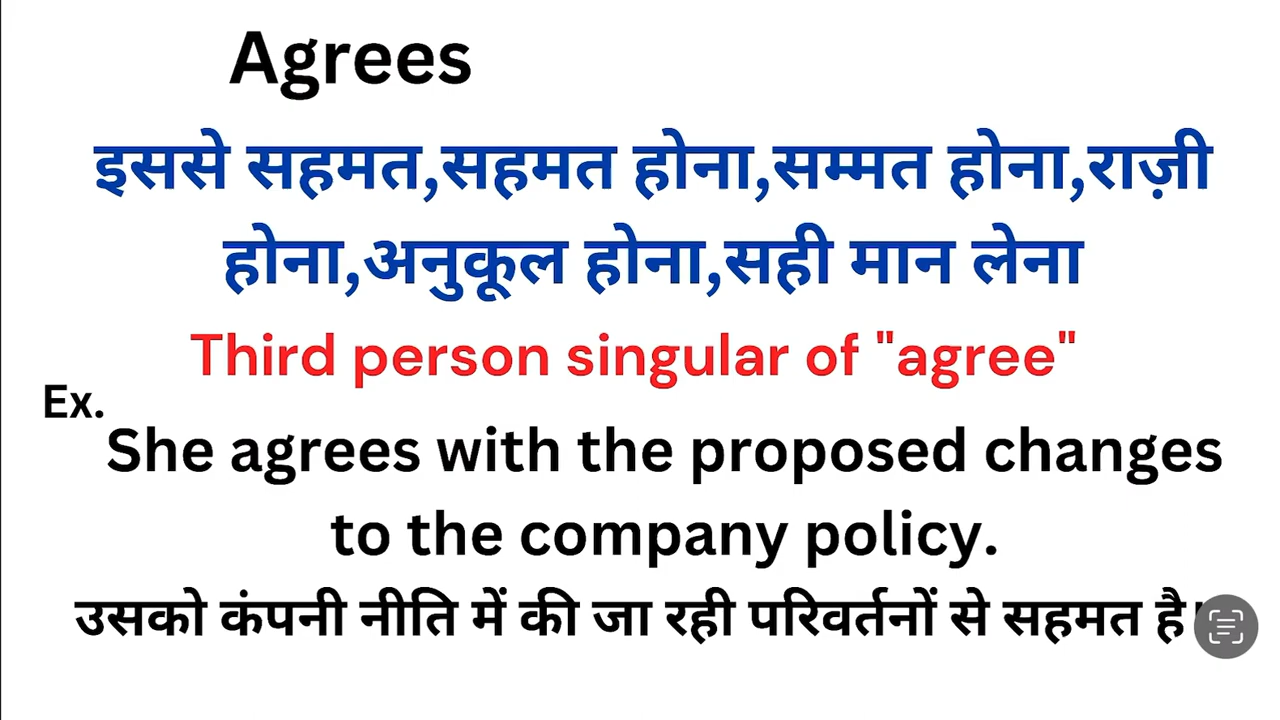 Agrees
इससे सहमत,सहमत होना,सम्मत होना,राज़ी
होना,अनुकूल होना,सही मान लेना
Third person singular of "agree"
Ex.
She agrees with the proposed changes
to the company policy.
उसको कंपनी नीति में की जा रही परिवर्तनों से सहमत है।